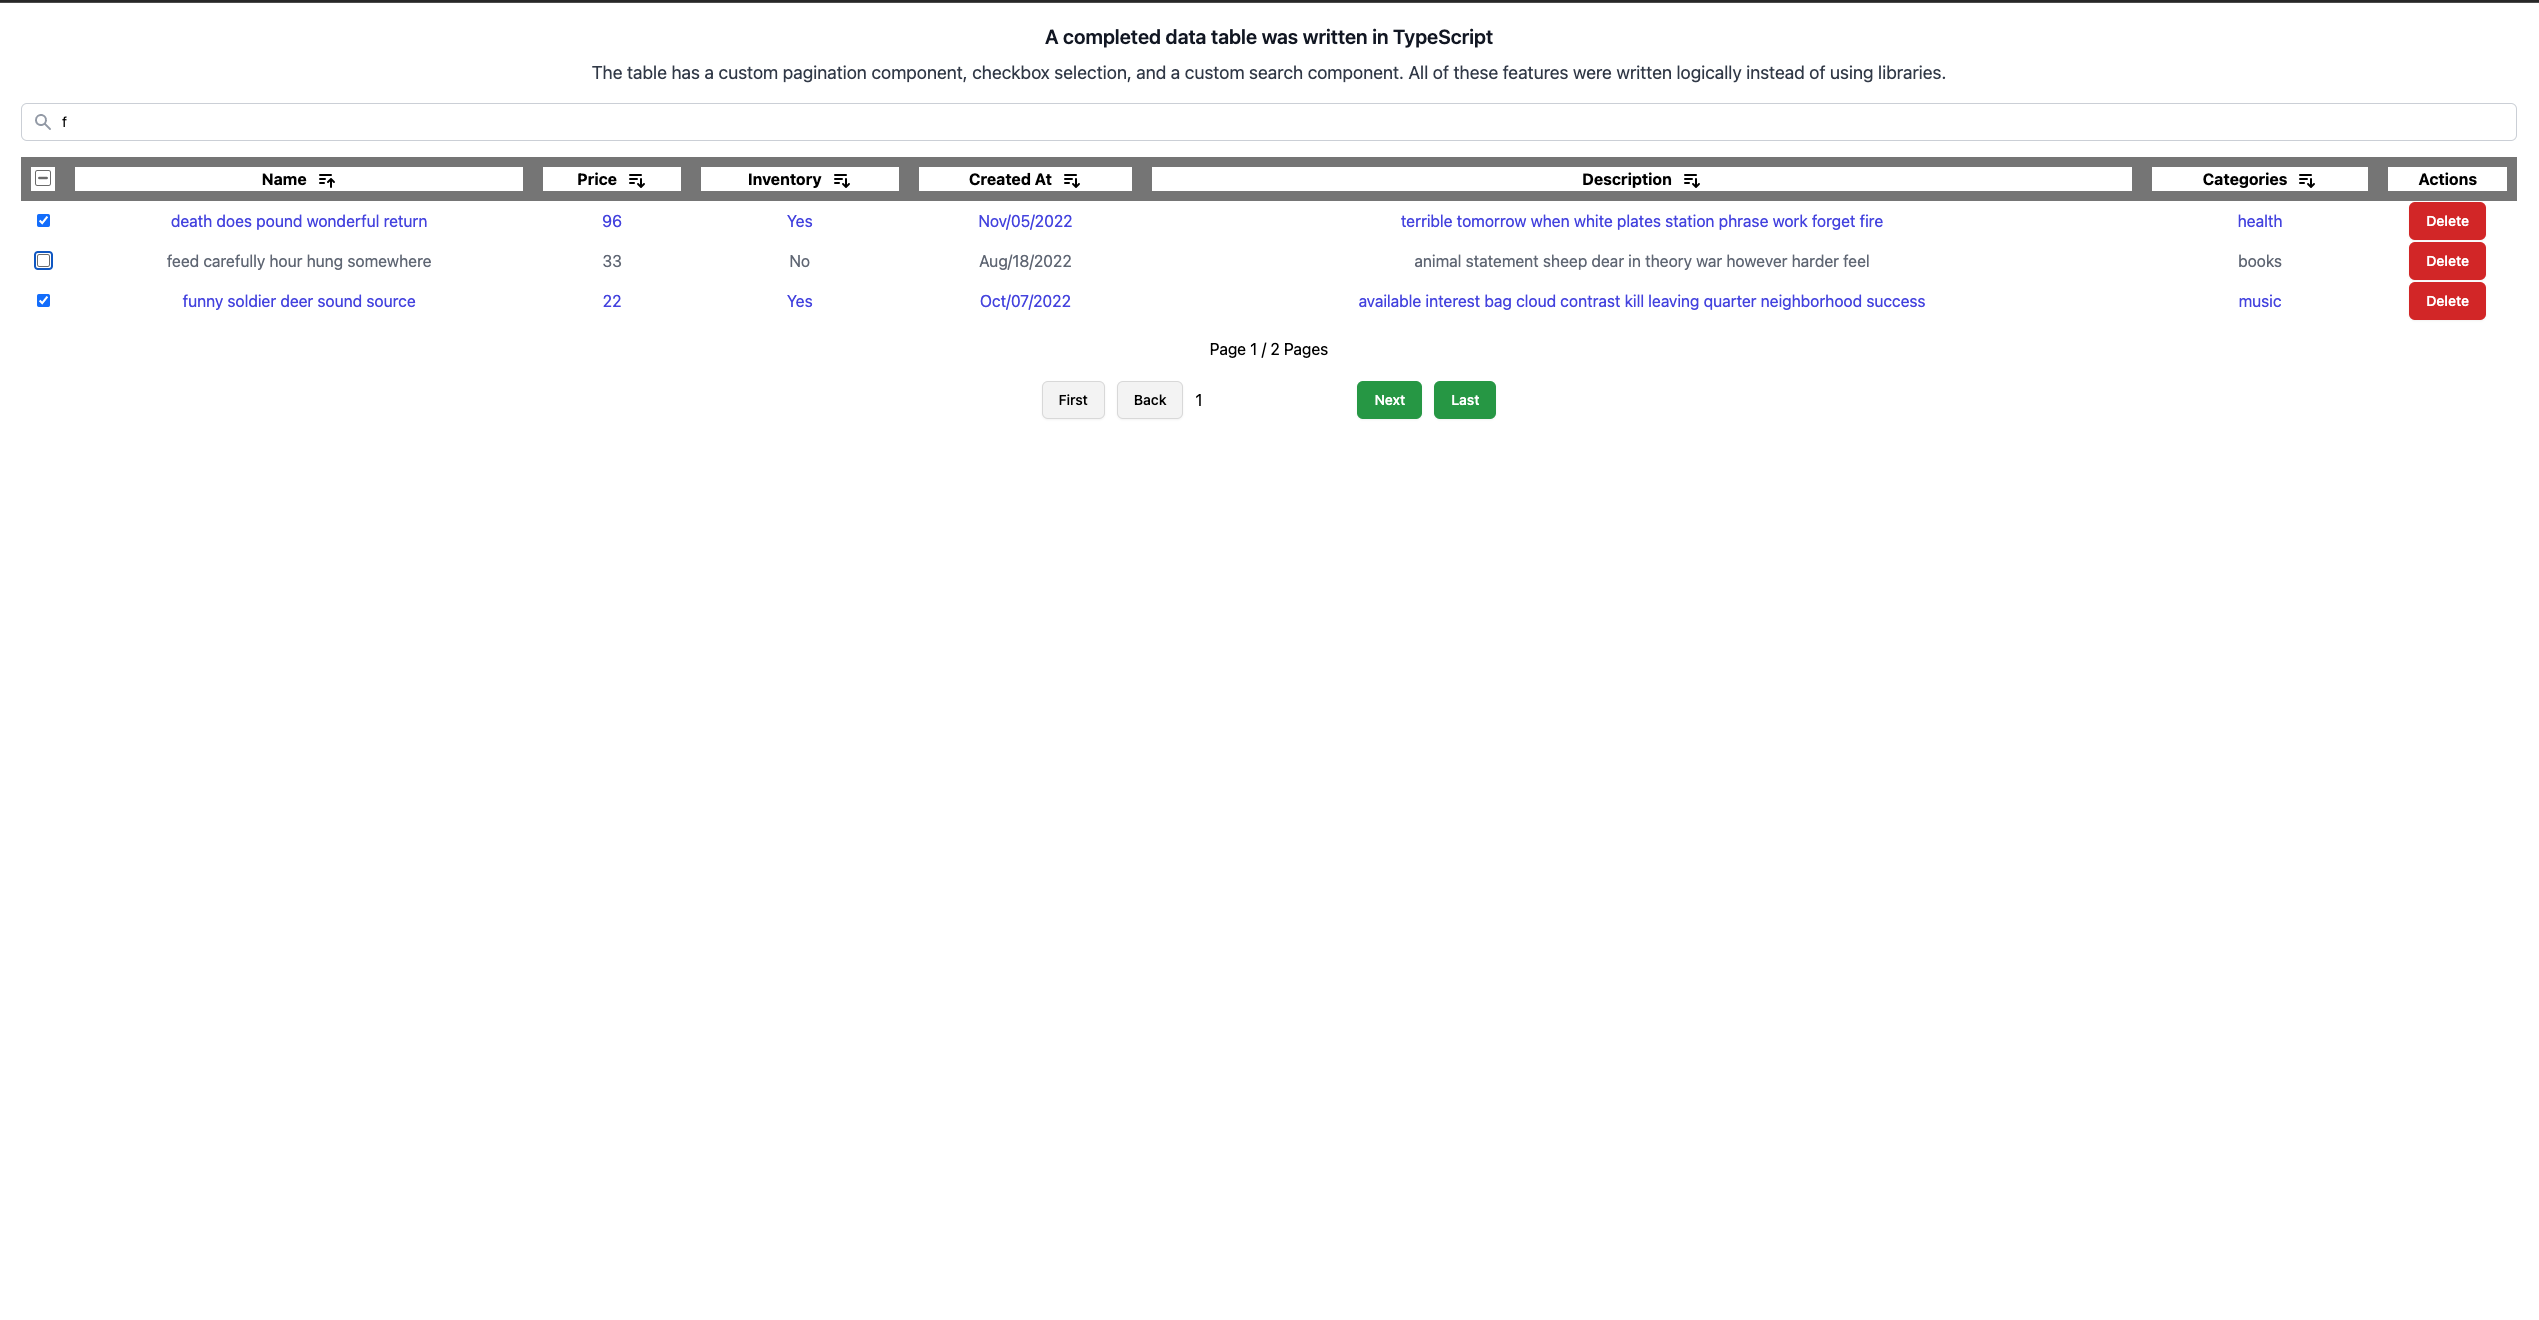 A completed data table was written in TypeScript
The table has a custom pagination component, checkbox selection, and a custom search component. All of these features were written logically instead of using libraries.
f
Name Price Inventory Created At Description Categories Actions
death does pound wonderful return 96 Yes Nov/05/2022 terrible tomorrow when white plates station phrase work forget fire health Delete
feed carefully hour hung somewhere 33 No Aug/18/2022 animal statement sheep dear in theory war however harder feel books Delete
funny soldier deer sound source 22 Yes Oct/07/2022 available interest bag cloud contrast kill leaving quarter neighborhood success music Delete
Page 1 / 2 Pages
First Back 1 Next Last